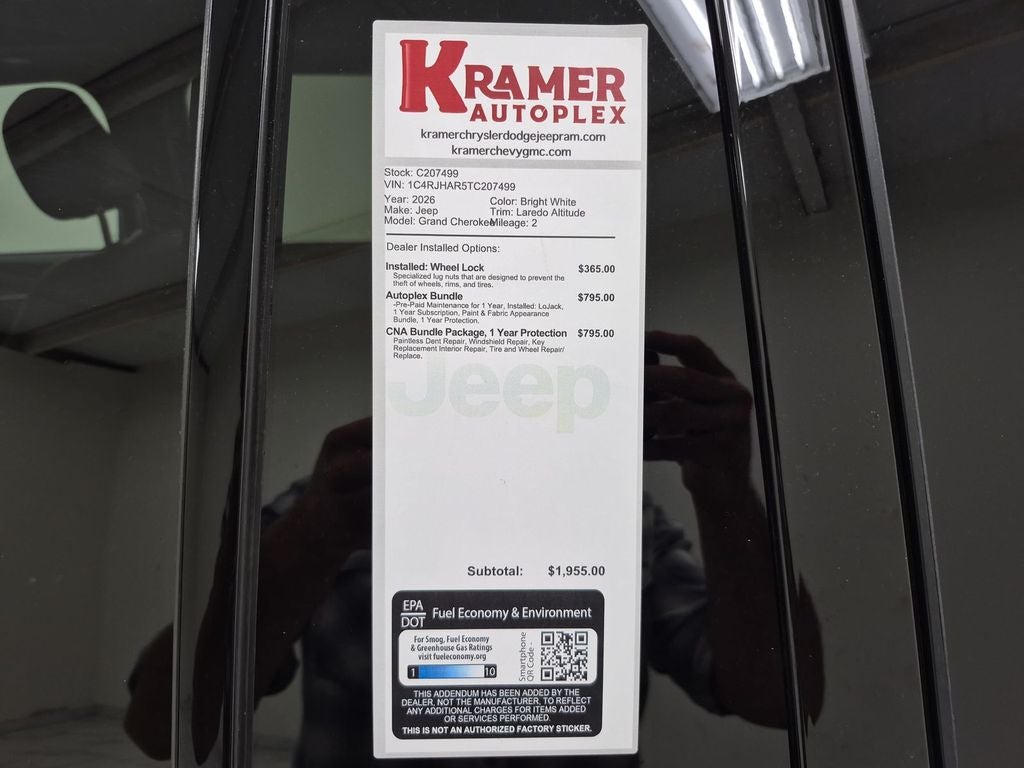 KRAMER
AUTOPLEX
kramerchryslerdodgejeepram.com
kramerchevygmc.com
Stock: C207499
VIN: 1C4RJHAR5TC207499
Year: 2026 Color: Bright White
Make: Jeep Trim: Laredo Altitude
Model: Grand Cherokee Mileage: 2
Dealer Installed Options:
Installed: Wheel Lock $365.00
Specialized lug nuts that are designed to prevent the
theft of wheels, rims, and tires.
Autoplex Bundle $795.00
-Pre-Paid Maintenance for 1 Year, Installed: LoJack,
1 Year Subscription, Paint & Fabric Appearance
Bundle, 1 Year Protection.
CNA Bundle Package, 1 Year Protection $795.00
Paintless Dent Repair, Windshield Repair, Key
Replacement Interior Repair, Tire and Wheel Repair/
Replace.
Jeep
Subtotal: $1,955.00
EPA
DOT Fuel Economy & Environment
For Smog, Fuel Economy
& Greenhouse Gas Ratings
visit fueleconomy.org
1 10
Smartphone
QR Code -
THIS ADDENDUM HAS BEEN ADDED BY THE
DEALER, NOT THE MANUFACTURER, TO REFLECT
ANY ADDITIONAL CHARGES FOR ITEMS ADDED
OR SERVICES PERFORMED.
THIS IS NOT AN AUTHORIZED FACTORY STICKER.